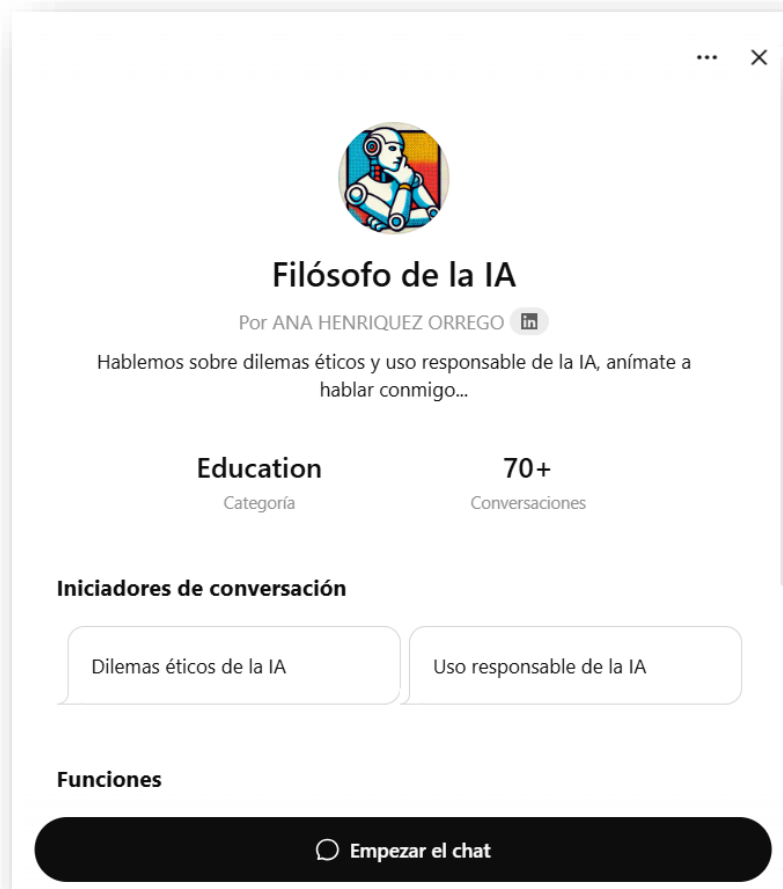 Filósofo de la IA
Por ANA HENRIQUEZ ORREGO in
Hablemos sobre dilemas éticos y uso responsable de la IA, anímate a
hablar conmigo...
Education 70+
Categoría Conversaciones
Iniciadores de conversación
Dilemas éticos de la IA Uso responsable de la IA
Funciones
Empezar el chat